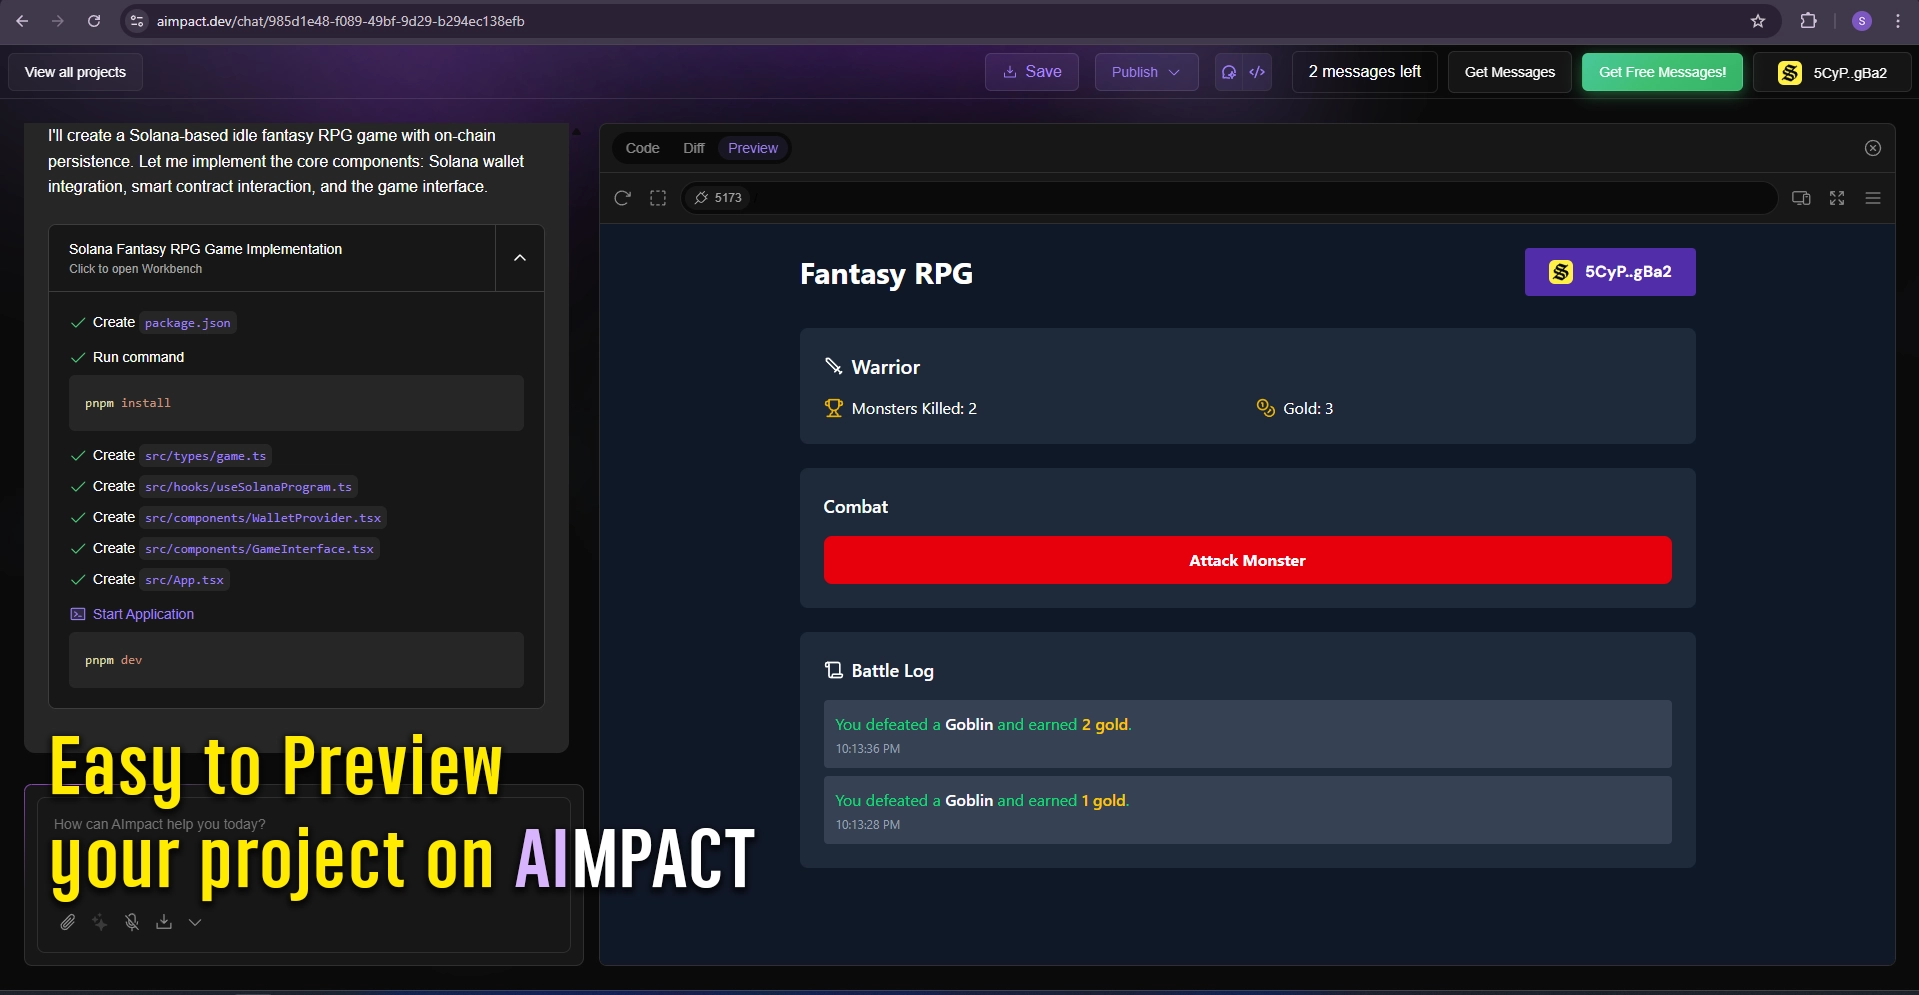 aimpact.dev/chat/985d1e48-f089-49bf-9d29-b294ec138efb
S
View all projects
Save
Publish
2 messages left
Get Messages
Get Free Messages!
5CyP..gBa2
I'll create a Solana-based idle fantasy RPG game with on-chain
persistence. Let me implement the core components: Solana wallet
integration, smart contract interaction, and the game interface.
Solana Fantasy RPG Game Implementation
Click to open Workbench
Create package.json
Run command
pnpm install
Create src/types/game.ts
Create src/hooks/useSolanaProgram.ts
Create src/components/WalletProvider.tsx
Create src/components/GameInterface.tsx
Create src/App.tsx
Start Application
pnpm dev
Easy to Preview
How can AImpact help you today?
your project on AIMPACT
Code
Diff
Preview
5173
Fantasy RPG
5CyP..gBa2
Warrior
Monsters Killed: 2
Gold: 3
Combat
Attack Monster
Battle Log
You defeated a Goblin and earned 2 gold.
10:13:36 PM
You defeated a Goblin and earned 1 gold.
10:13:28 PM